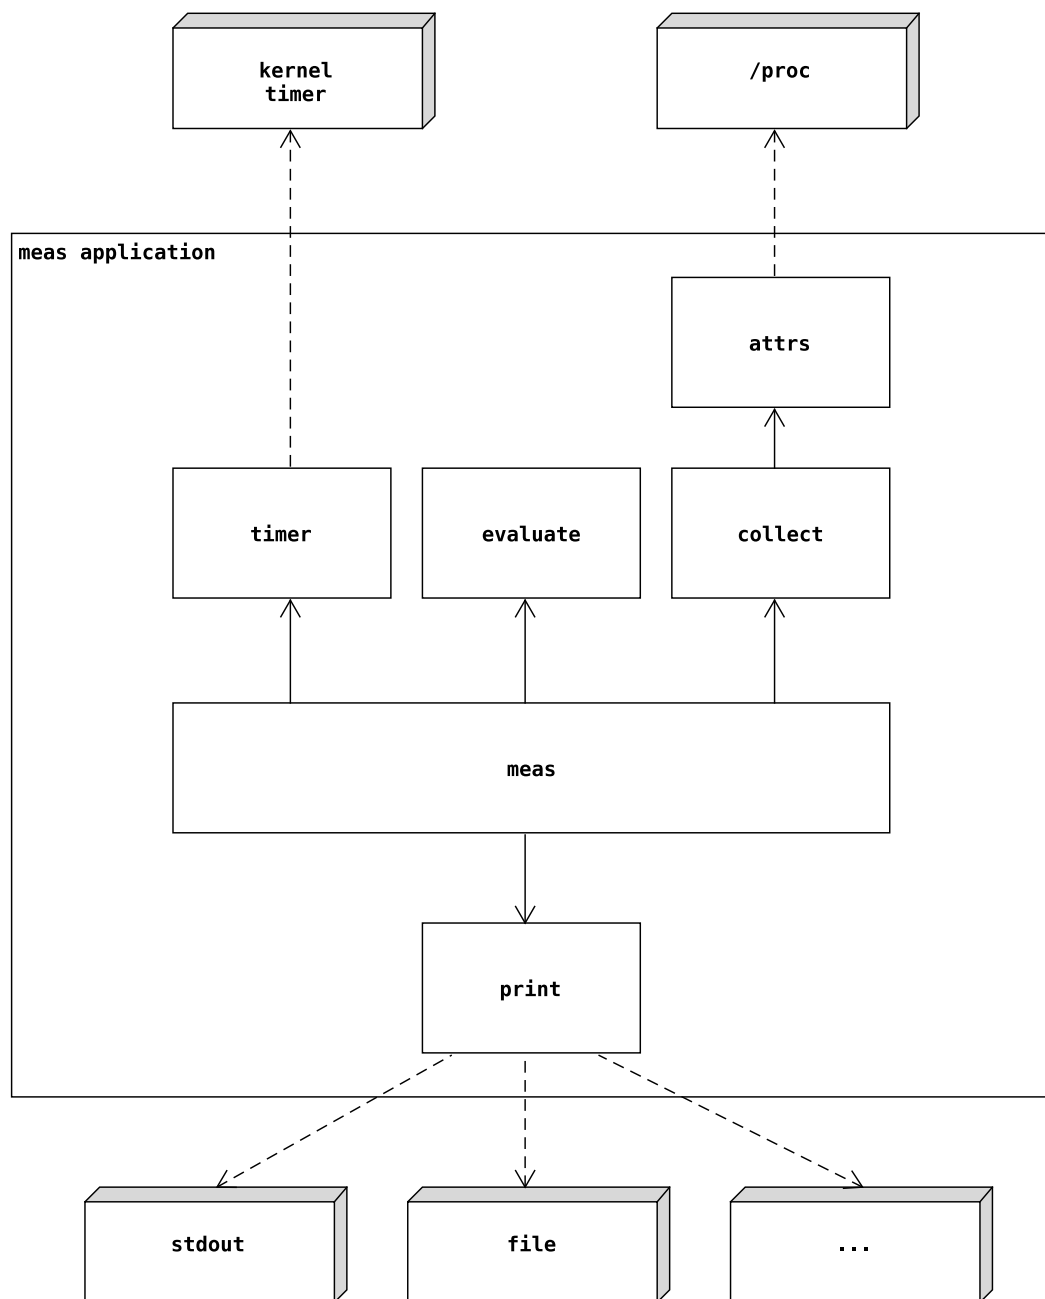 kernel
timer
/proc
meas application
attrs
timer
evaluate
collect
meas
print
stdout
file
...